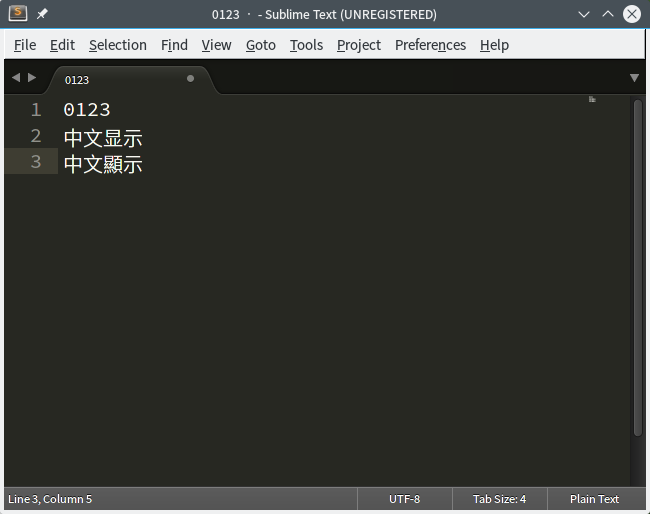 0123 · - Sublime Text (UNREGISTERED)
File Edit Selection Find View Goto Tools Project Preferences Help
0123
1 0123
2 中文显示
3 中文顯示
Line 3, Column 5 UTF-8 Tab Size: 4 Plain Text